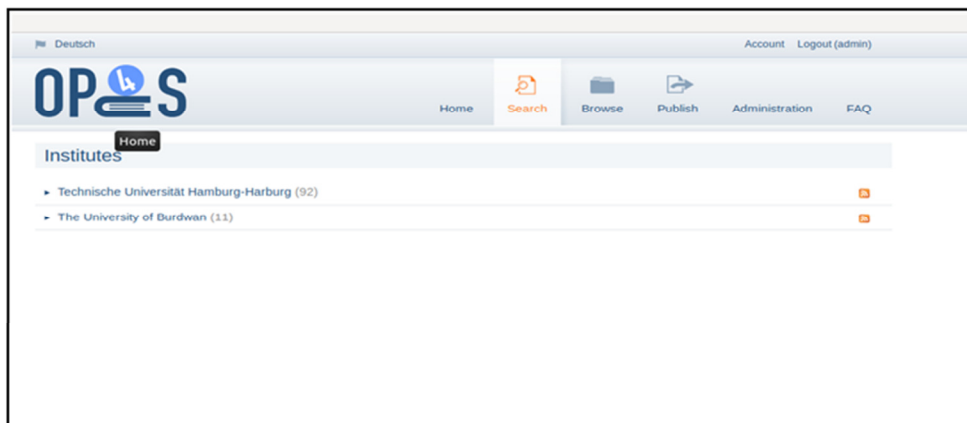 Deutsch
Account Logout (admin)
OPUS 4
Home Search Browse Publish Administration FAQ
Home
Institutes
Technische Universität Hamburg-Harburg (92)
The University of Burdwan (11)